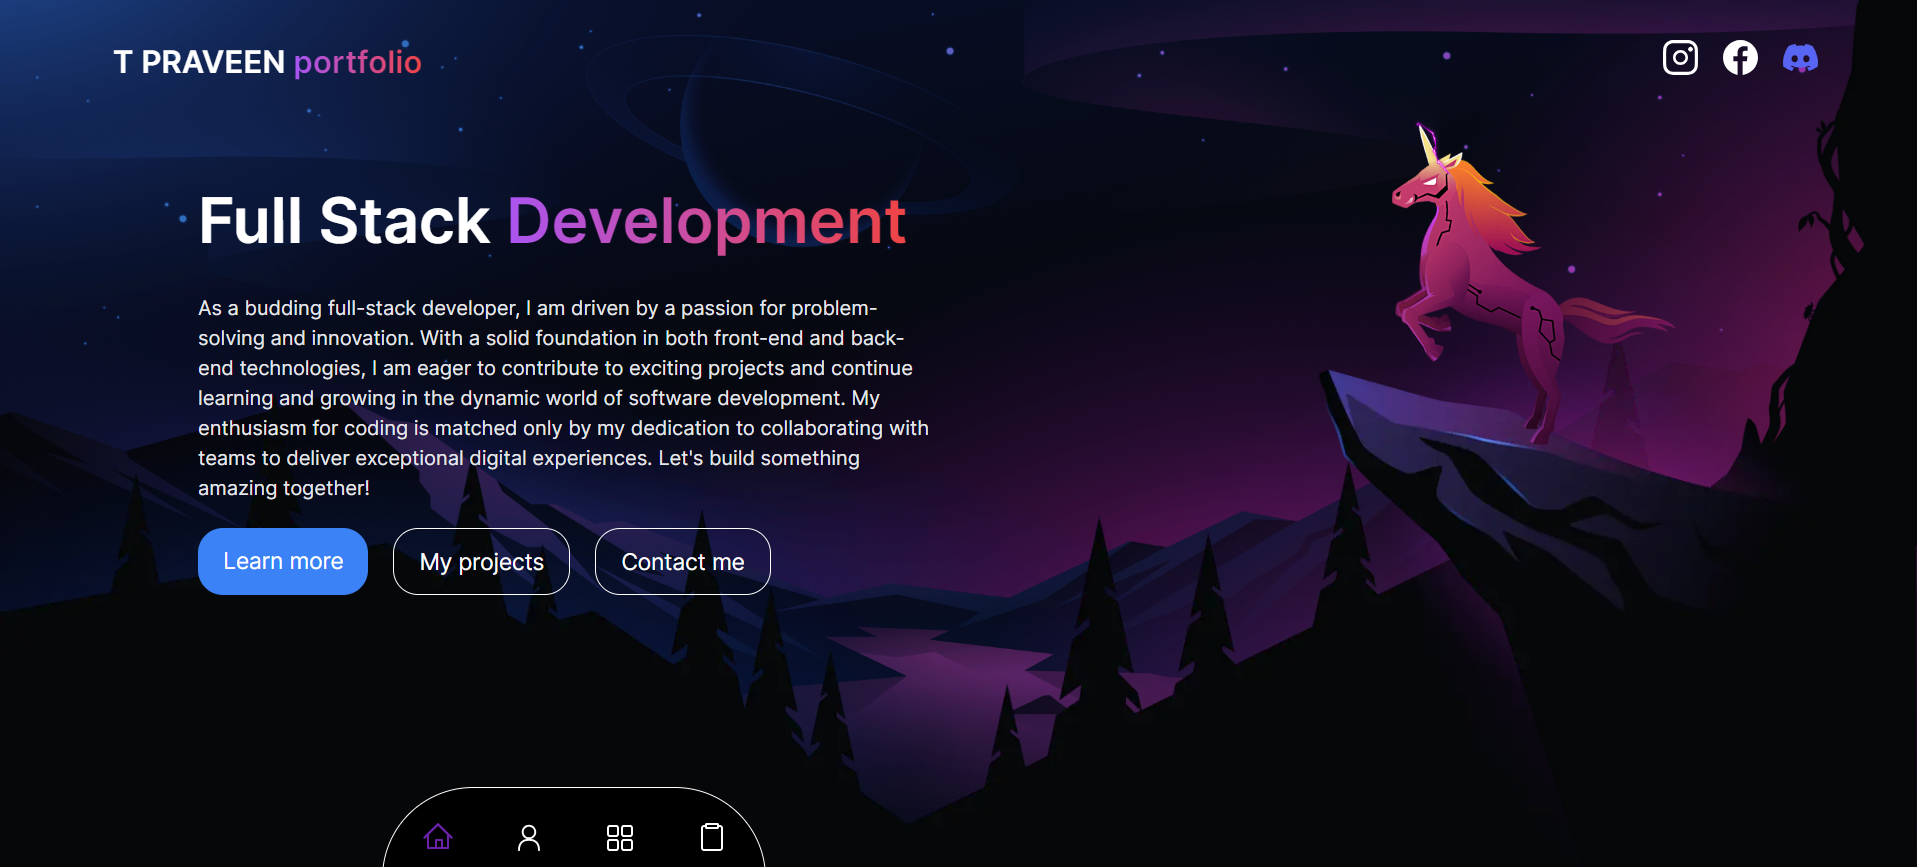 T PRAVEEN portfolio
Full Stack Development
As a budding full-stack developer, I am driven by a passion for problem-
solving and innovation. With a solid foundation in both front-end and back-
end technologies, I am eager to contribute to exciting projects and continue
learning and growing in the dynamic world of software development. My
enthusiasm for coding is matched only by my dedication to collaborating with
teams to deliver exceptional digital experiences. Let's build something
amazing together!
Learn more
My projects
Contact me